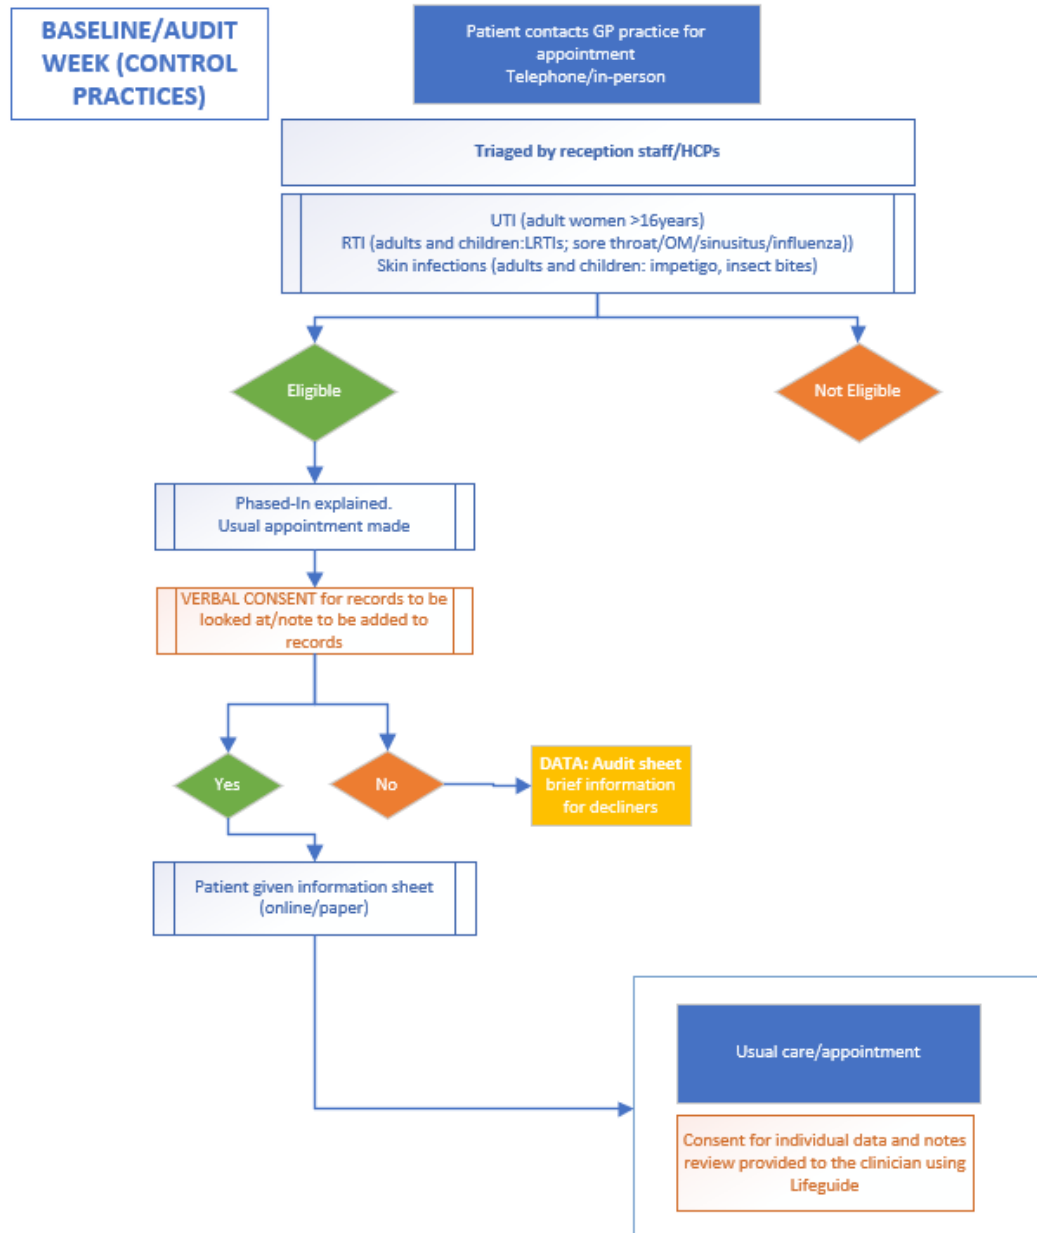 BASELINE/AUDIT
WEEK (CONTROL
PRACTICES)
Patient contacts GP practice for
appointment
Telephone/in-person
Triaged by reception staff/HCPs
UTI (adult women >16years)
RTI (adults and children:LRTIs; sore throat/OM/sinusitus/influenza))
Skin infections (adults and children: impetigo, insect bites)
Eligible
Not Eligible
Phased-In explained.
Usual appointment made
VERBAL CONSENT for records to be
looked at/note to be added to
records
Yes
No
DATA: Audit sheet
brief information
for decliners
Patient given information sheet
(online/paper)
Usual care/appointment
Consent for individual data and notes
review provided to the clinician using
Lifeguide